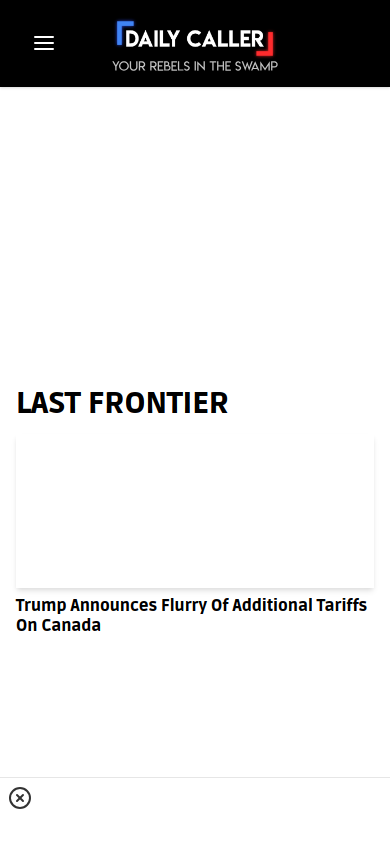 DAILY CALLER
YOUR REBELS IN THE SWAMP
LAST FRONTIER
Trump Announces Flurry Of Additional Tariffs
On Canada